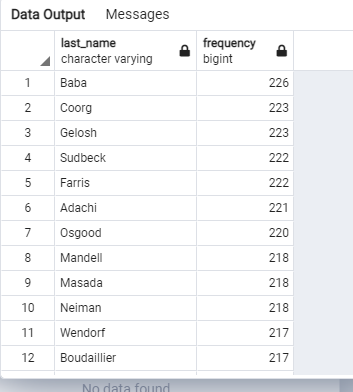 Data Output Messages
last_name frequency
character varying bigint
1 Baba 226
2 Coorg 223
3 Gelosh 223
4 Sudbeck 222
5 Farris 222
6 Adachi 221
7 Osgood 220
8 Mandell 218
9 Masada 218
10 Neiman 218
11 Wendorf 217
12 Boudaillier 217
No data found